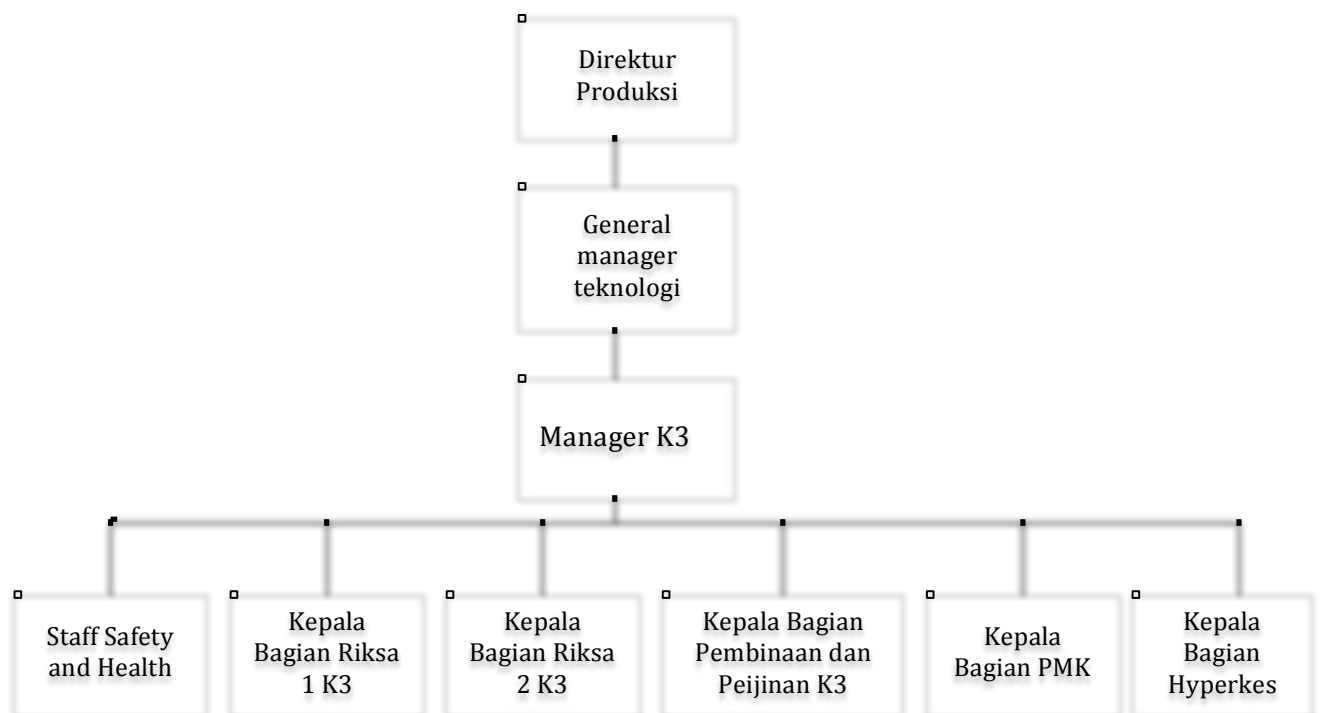 Direktur
Produksi
General
manager
teknologi
Manager K3
Staff Safety
and Health
Kepala
Bagian Riksa
1 K3
Kepala
Bagian Riksa
2 K3
Kepala Bagian
Pembinaan dan
Peijinan K3
Kepala
Bagian PMK
Kepala
Bagian
Hyperkes